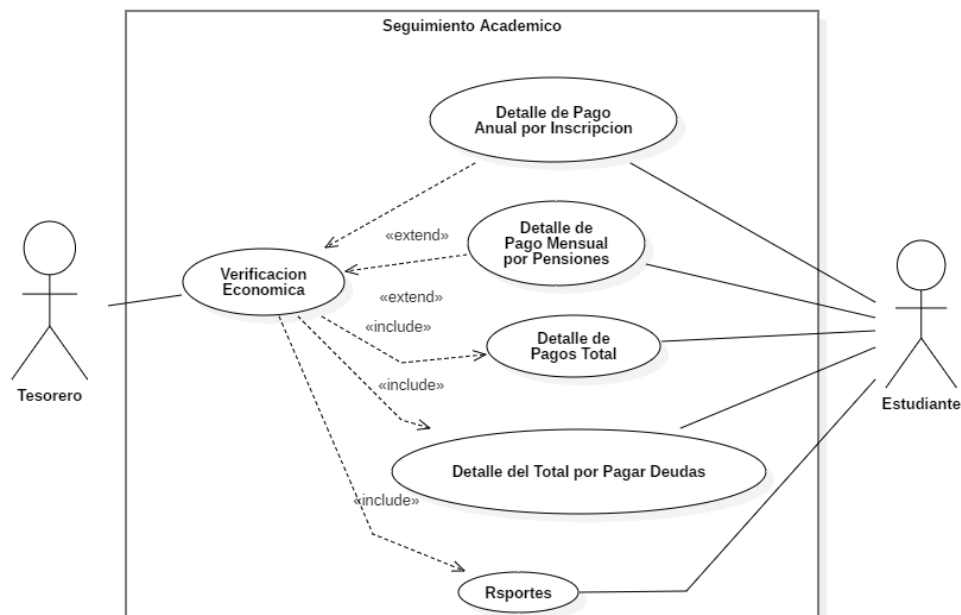 Seguimiento Academico
Detalle de Pago
Anual por Inscripcion
«extend»
Detalle de
Pago Mensual
por Pensiones
Verificacion
Economica
«extend»
«include»
Detalle de
Pagos Total
«include»
Tesorero
Estudiante
Detalle del Total por Pagar Deudas
«include»
Rsportes